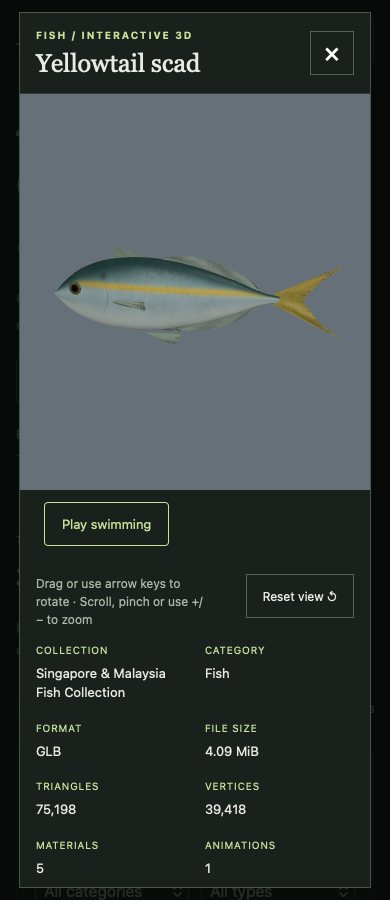 FISH / INTERACTIVE 3D
Yellowtail scad
×
Play swimming
Drag or use arrow keys to
rotate · Scroll, pinch or use +/
− to zoom
Reset view ↺
COLLECTION
CATEGORY
Singapore & Malaysia
Fish Collection
Fish
FORMAT
FILE SIZE
GLB
4.09 MiB
TRIANGLES
VERTICES
75,198
39,418
MATERIALS
ANIMATIONS
5
1
All categories
All types